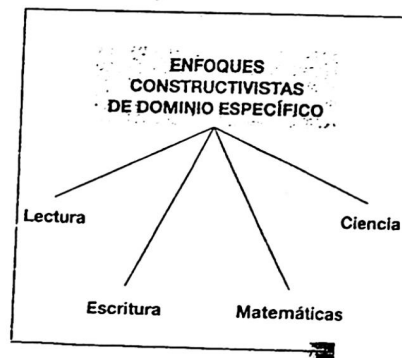 ENFOQUES
CONSTRUCTIVISTAS
DE DOMINIO ESPECÍFICO
Lectura
Ciencia
Escritura
Matemáticas